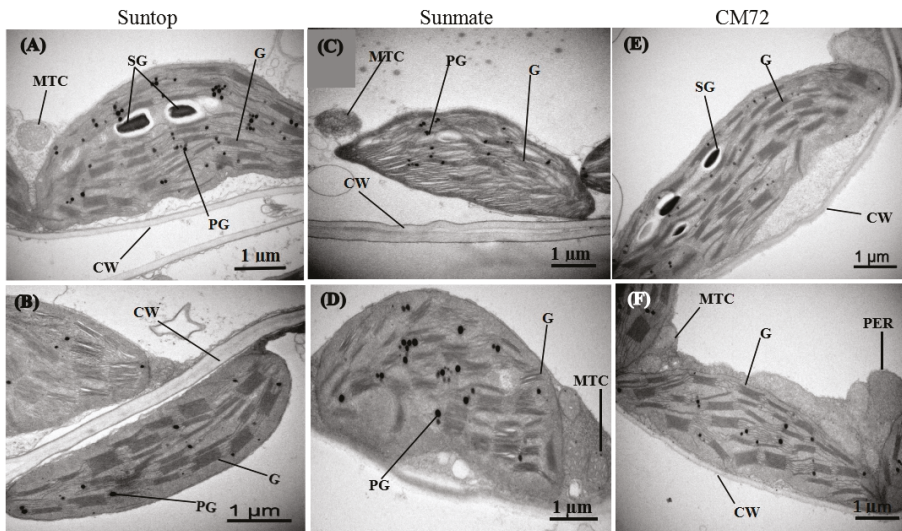 Suntop
Sunmate
CM72
(A)
SG
G
MTC
PG
CW
1 µm
(C)
MTC
PG
G
CW
1 µm
(E)
G
SG
CW
1 µm
(B)
CW
G
PG
1 µm
(D)
G
MTC
PG
1 µm
(F)
MTC
G
PER
CW
1 µm